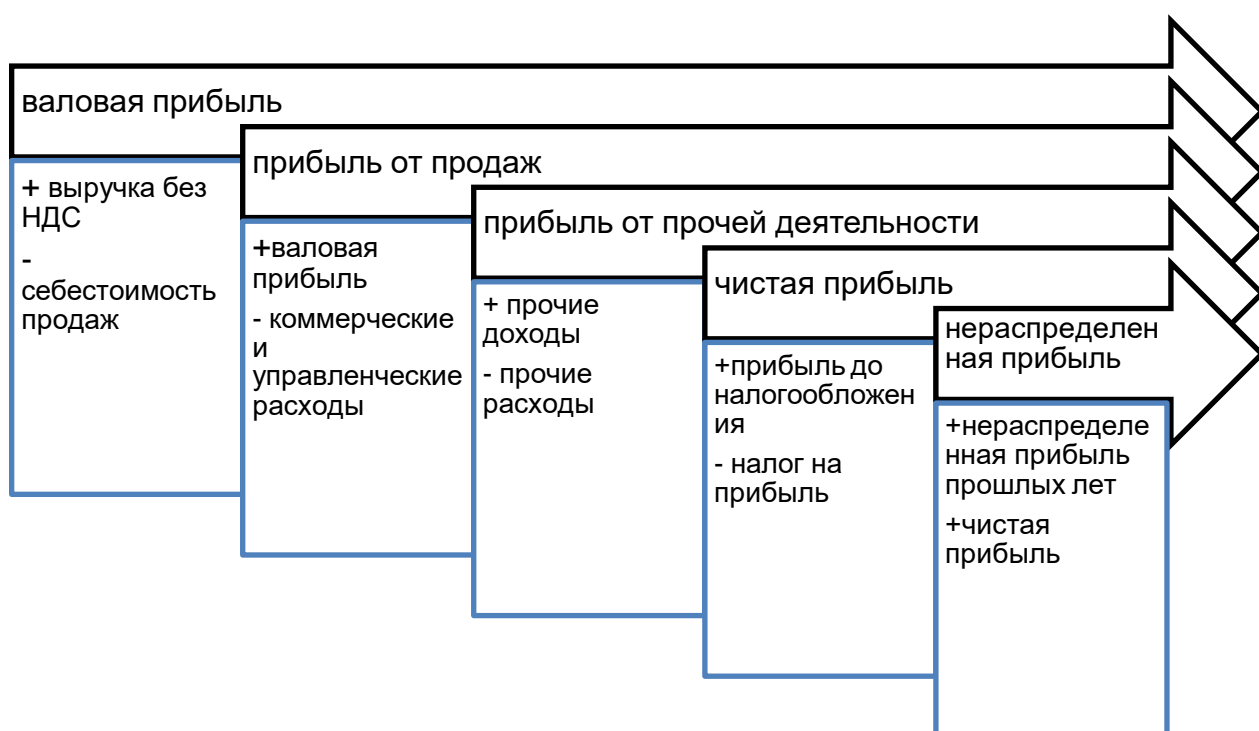 валовая прибыль
+ выручка без
НДС
-
себестоимость
продаж
прибыль от продаж
+валовая
прибыль
- коммерческие
и
управленческие
расходы
прибыль от прочей деятельности
+ прочие
доходы
- прочие
расходы
чистая прибыль
+прибыль до
налогообложен
ия
- налог на
прибыль
нераспределен
ная прибыль
+нераспределе
нная прибыль
прошлых лет
+чистая
прибыль